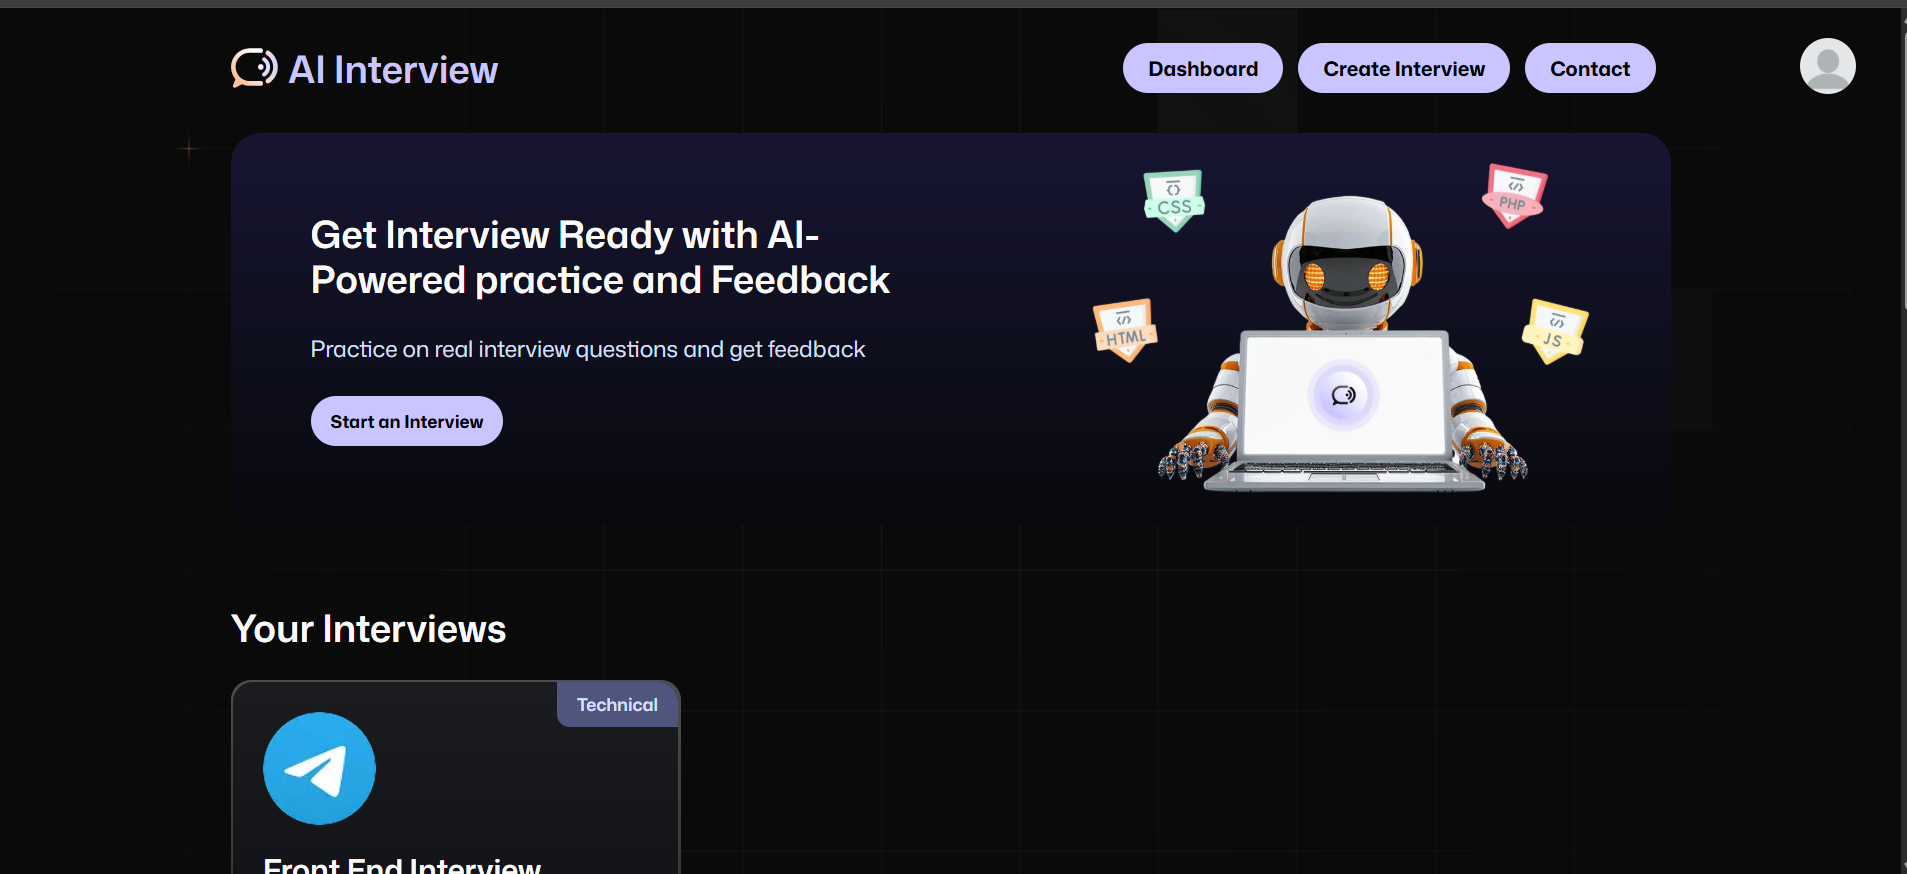 AI Interview
Dashboard
Create Interview
Contact
Get Interview Ready with AI-
Powered practice and Feedback
Practice on real interview questions and get feedback
Start an Interview
CSS
PHP
HTML
JS
Your Interviews
Technical
Front End Interview